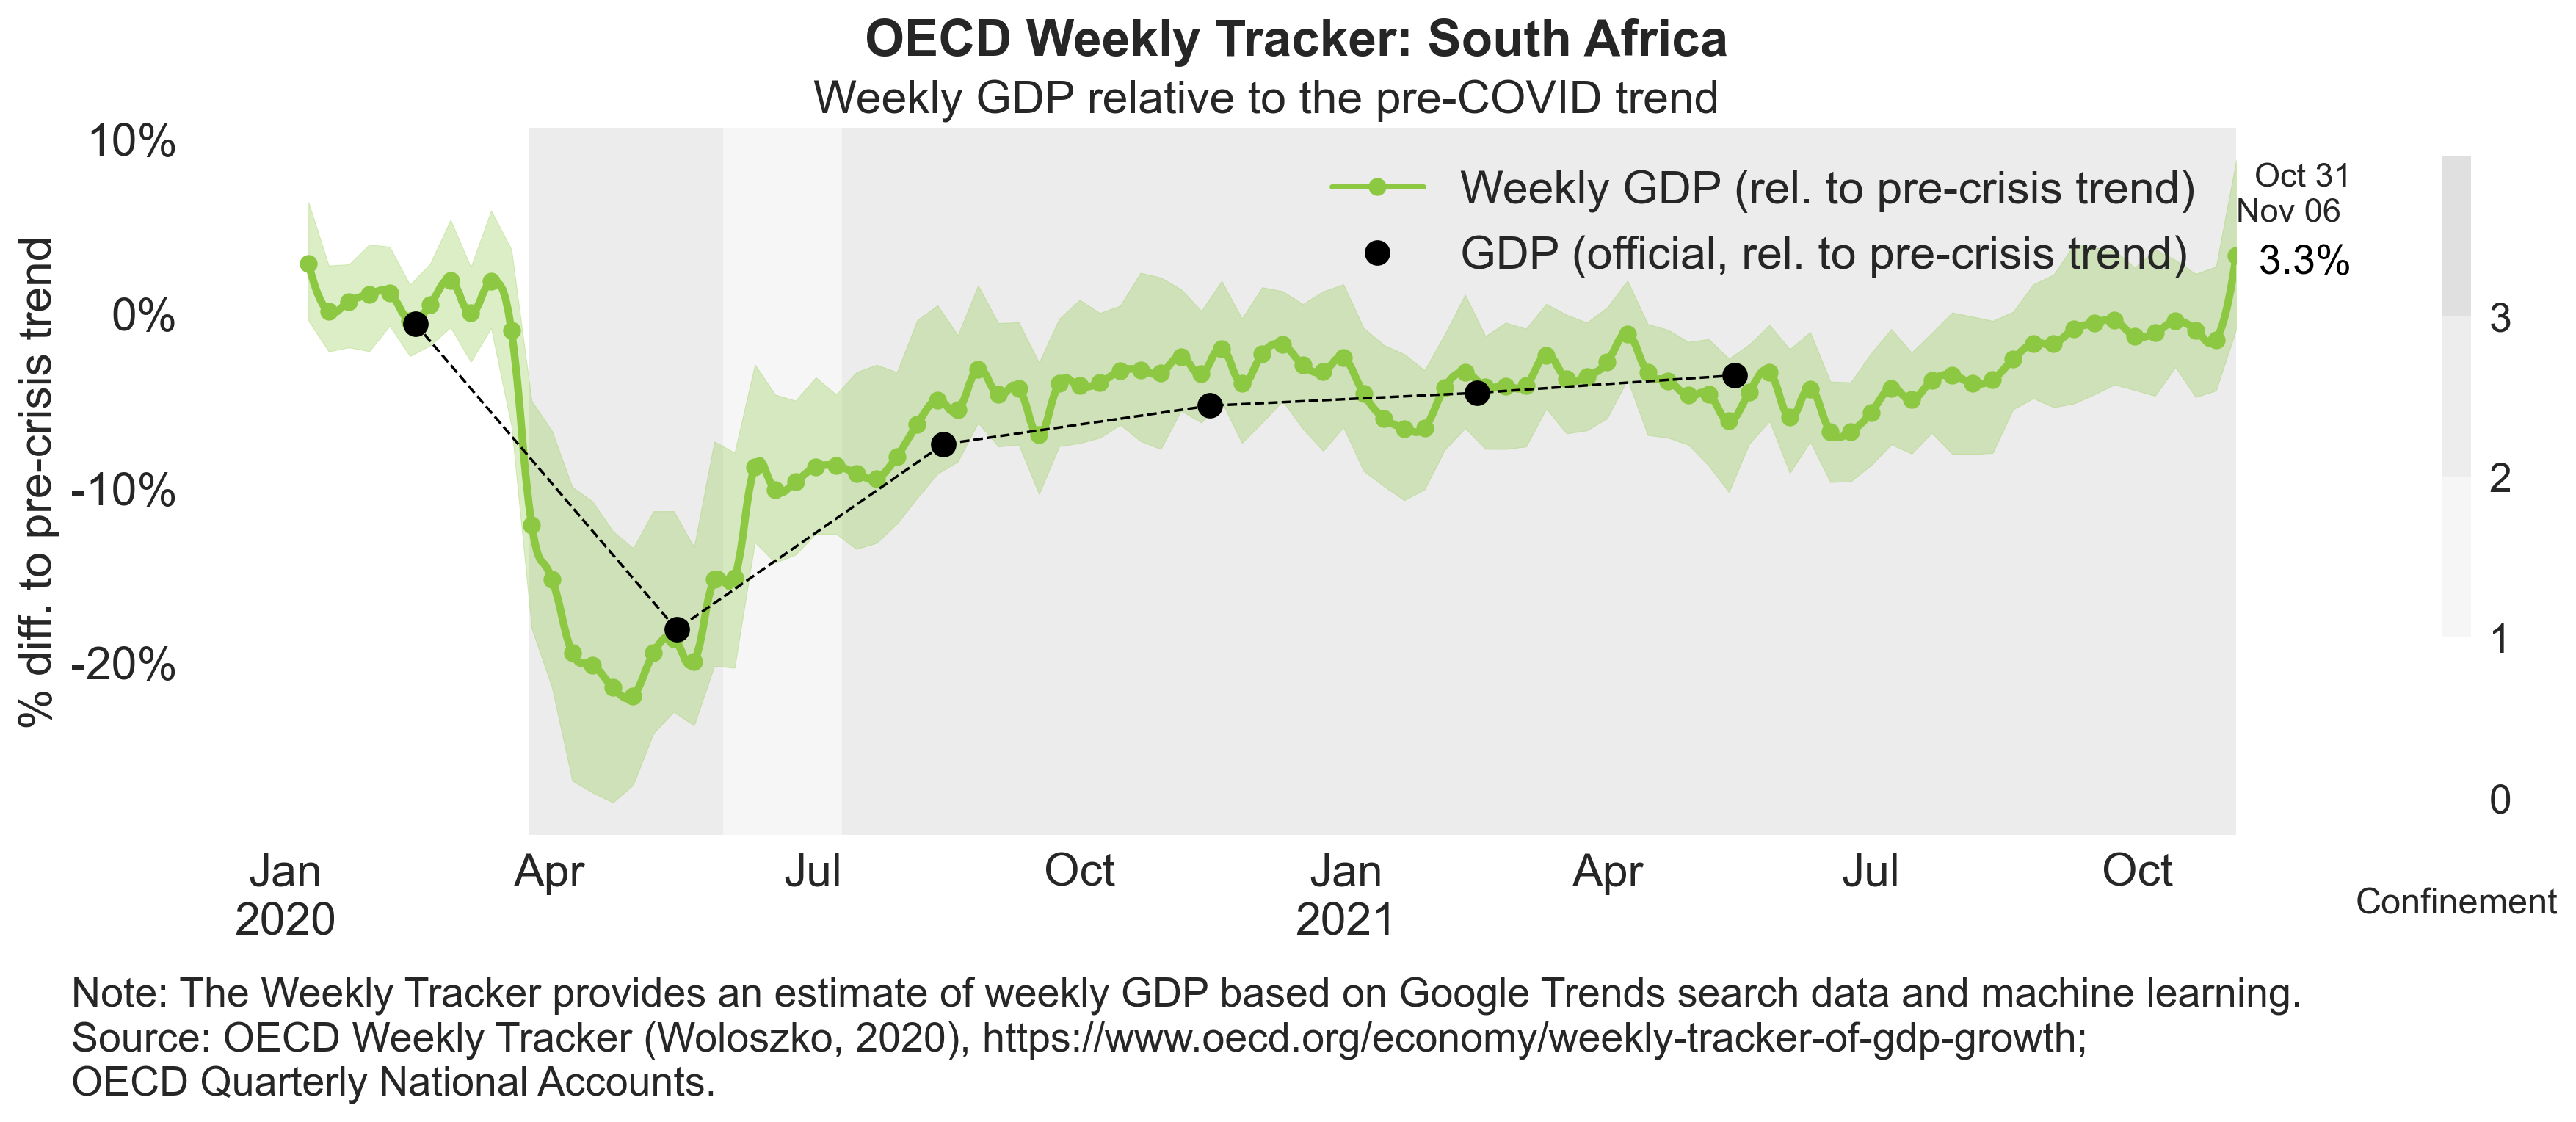 OECD Weekly Tracker: South Africa
Weekly GDP relative to the pre-COVID trend
% diff. to pre-crisis trend
10%
0%
-10%
-20%
Weekly GDP (rel. to pre-crisis trend)
GDP (official, rel. to pre-crisis trend)
Oct 31
Nov 06
3.3%
3
2
1
0
Confinement
Jan Apr Jul Oct Jan Apr Jul Oct
2020 2021
Note: The Weekly Tracker provides an estimate of weekly GDP based on Google Trends search data and machine learning.
Source: OECD Weekly Tracker (Woloszko, 2020), https://www.oecd.org/economy/weekly-tracker-of-gdp-growth;
OECD Quarterly National Accounts.